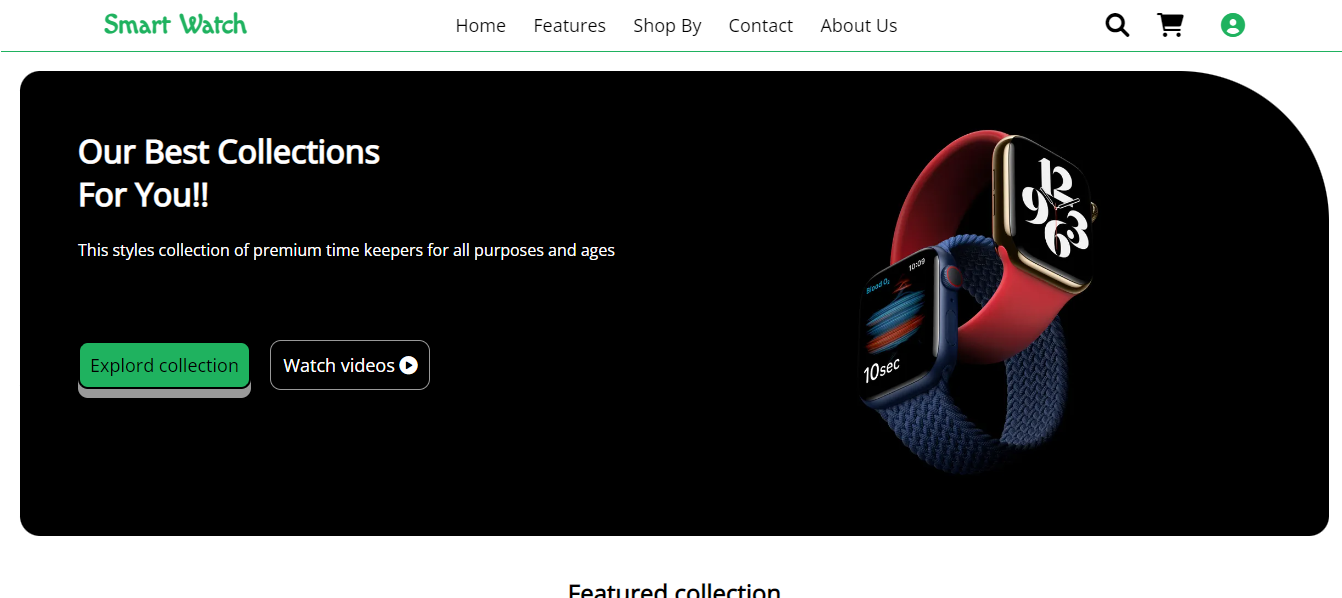 Smart Watch
Home Features Shop By Contact About Us
Our Best Collections
For You!!
This styles collection of premium time keepers for all purposes and ages
Explord collection
Watch videos
12
9 3
6
10:09
Blood O₂
10sec
Featured collection